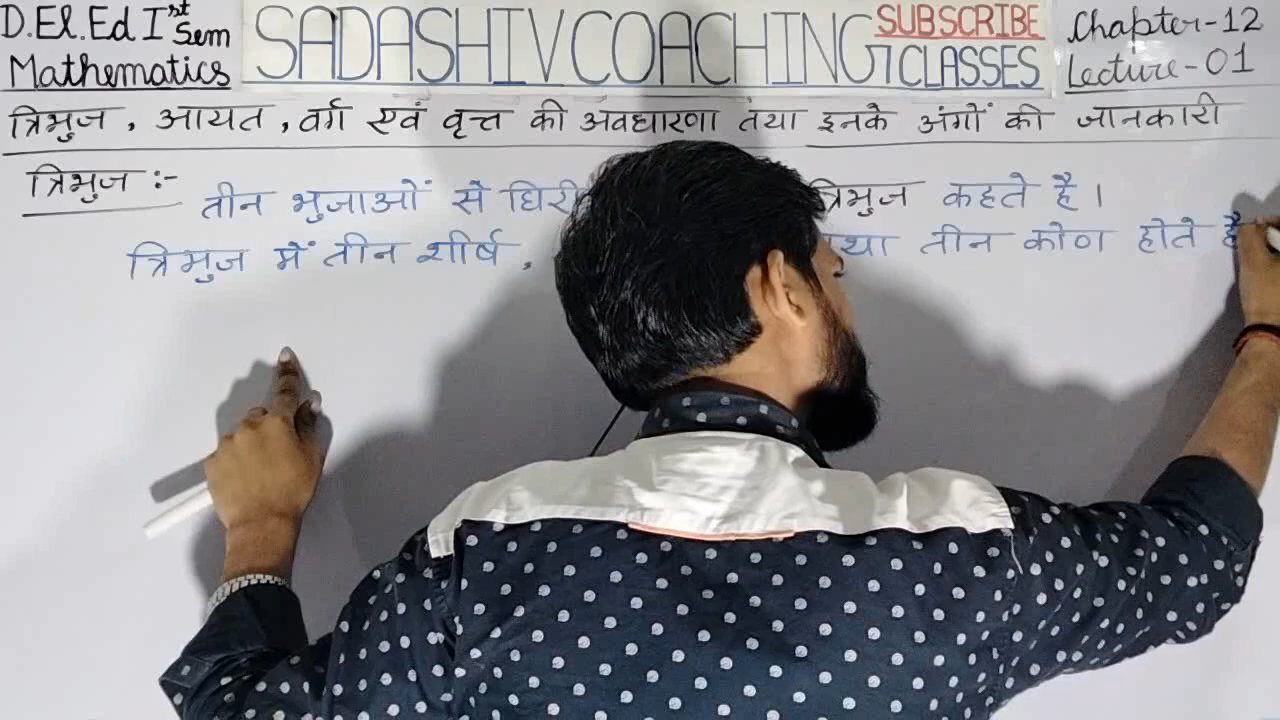 D.El.Ed Ist Sem
Mathematics
SADASHIV COACHING
SUBSCRIBE
CLASSES
Chapter-12
Lecture-01
त्रिभुज, आयत, वर्ग एवं वृत्त की अवधारणा तथा इनके अंगों की जानकारी
त्रिभुज :-
तीन भुजाओं से घिरी त्रिभुज कहते है।
त्रिभुज में तीन शीर्ष, तीन कोण होते है